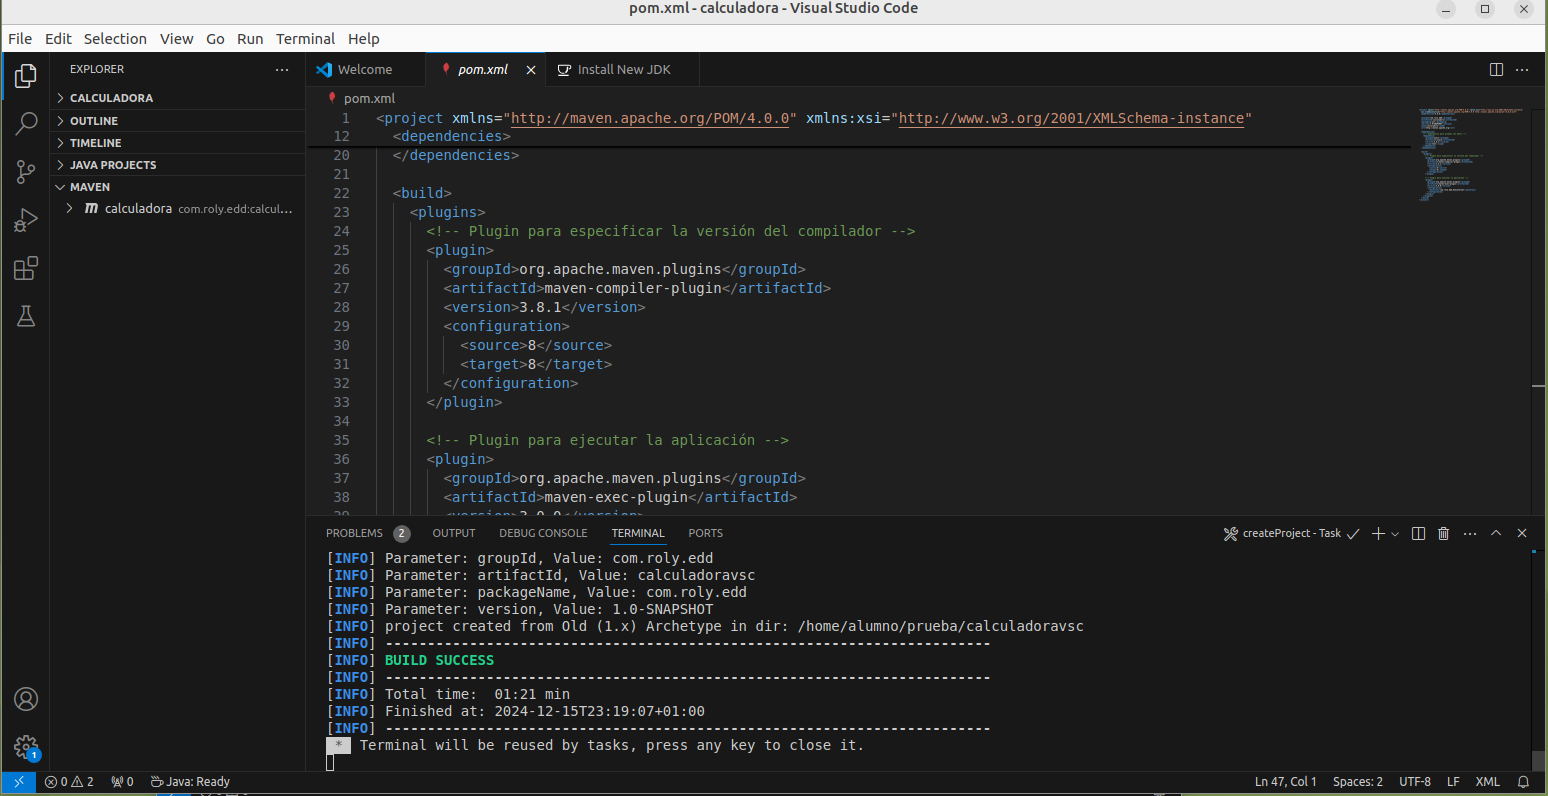 pom.xml - calculadora - Visual Studio Code
File Edit Selection View Go Run Terminal Help
EXPLORER
CALCULADORA
OUTLINE
TIMELINE
JAVA PROJECTS
MAVEN
calculadora com.roly.edd:calcul...
Welcome pom.xml Install New JDK
pom.xml
1 <project xmlns="http://maven.apache.org/POM/4.0.0" xmlns:xsi="http://www.w3.org/2001/XMLSchema-instance"
12 <dependencies>
20 </dependencies>
21
22 <build>
23 <plugins>
24 <!-- Plugin para especificar la versión del compilador -->
25 <plugin>
26 <groupId>org.apache.maven.plugins</groupId>
27 <artifactId>maven-compiler-plugin</artifactId>
28 <version>3.8.1</version>
29 <configuration>
30 <source>8</source>
31 <target>8</target>
32 </configuration>
33 </plugin>
34
35 <!-- Plugin para ejecutar la aplicación -->
36 <plugin>
37 <groupId>org.apache.maven.plugins</groupId>
38 <artifactId>maven-exec-plugin</artifactId>
39 <version>3.0.0</version>
PROBLEMS 2 OUTPUT DEBUG CONSOLE TERMINAL PORTS
createProject - Task
[INFO] Parameter: groupId, Value: com.roly.edd
[INFO] Parameter: artifactId, Value: calculadoravsc
[INFO] Parameter: packageName, Value: com.roly.edd
[INFO] Parameter: version, Value: 1.0-SNAPSHOT
[INFO] project created from Old (1.x) Archetype in dir: /home/alumno/prueba/calculadoravsc
[INFO] ------------------------------------------------------------------------
[INFO] BUILD SUCCESS
[INFO] ------------------------------------------------------------------------
[INFO] Total time:  01:21 min
[INFO] Finished at: 2024-12-15T23:19:07+01:00
[INFO] ------------------------------------------------------------------------
* Terminal will be reused by tasks, press any key to close it.
1
0 2 0 Java: Ready
Ln 47, Col 1 Spaces: 2 UTF-8 LF XML